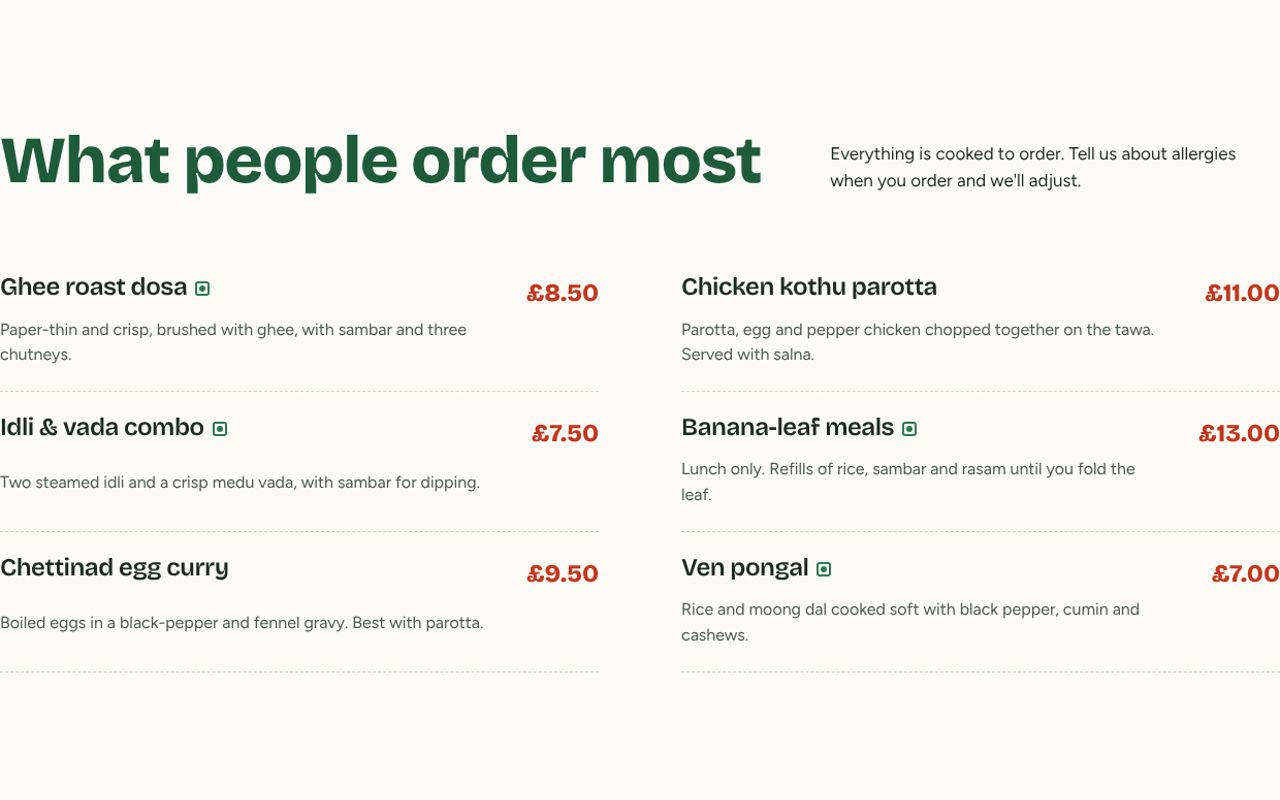 What people order most
Everything is cooked to order. Tell us about allergies
when you order and we'll adjust.
Ghee roast dosa
£8.50
Paper-thin and crisp, brushed with ghee, with sambar and three
chutneys.
Chicken kothu parotta
£11.00
Parotta, egg and pepper chicken chopped together on the tawa.
Served with salna.
Idli & vada combo
£7.50
Two steamed idli and a crisp medu vada, with sambar for dipping.
Banana-leaf meals
£13.00
Lunch only. Refills of rice, sambar and rasam until you fold the
leaf.
Chettinad egg curry
£9.50
Boiled eggs in a black-pepper and fennel gravy. Best with parotta.
Ven pongal
£7.00
Rice and moong dal cooked soft with black pepper, cumin and
cashews.